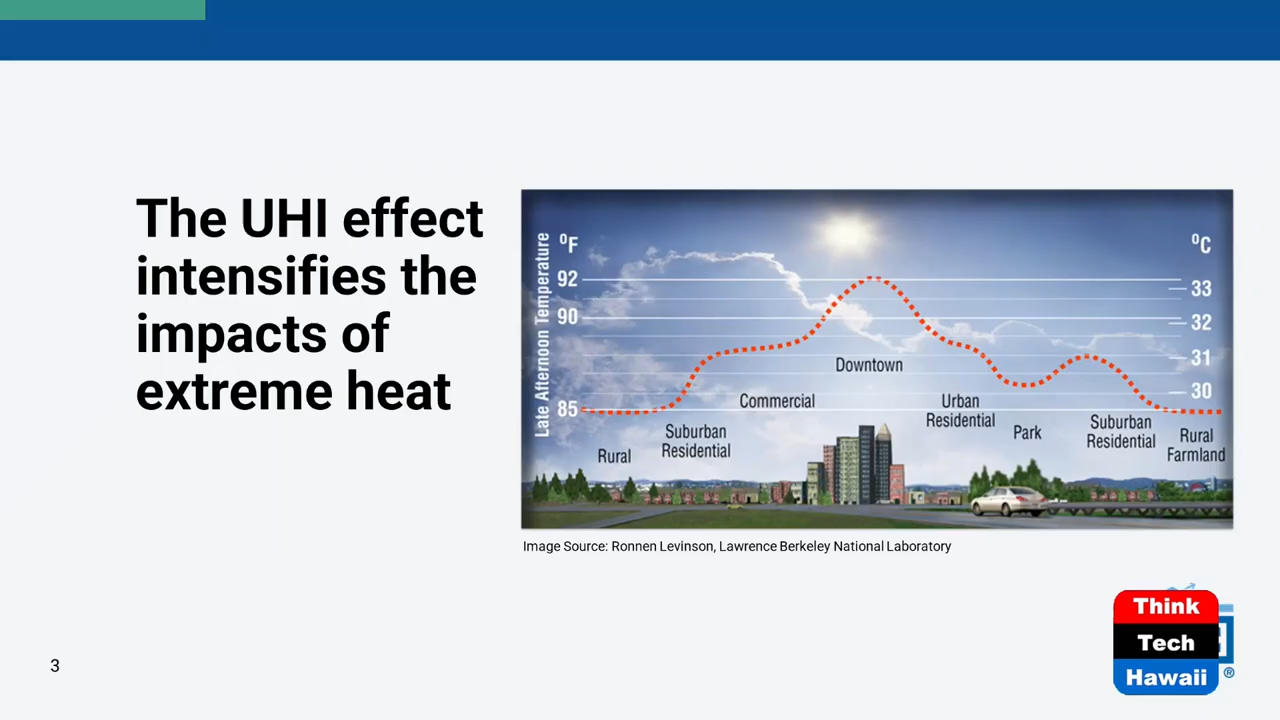 The UHI effect
intensifies the
impacts of
extreme heat
Late Afternoon Temperature
ºF
92
90
85
ºC
33
32
31
30
Rural
Suburban
Residential
Commercial
Downtown
Urban
Residential
Park
Suburban
Residential
Rural
Farmland
Image Source: Ronnen Levinson, Lawrence Berkeley National Laboratory
3
Think
Tech
Hawaii
®